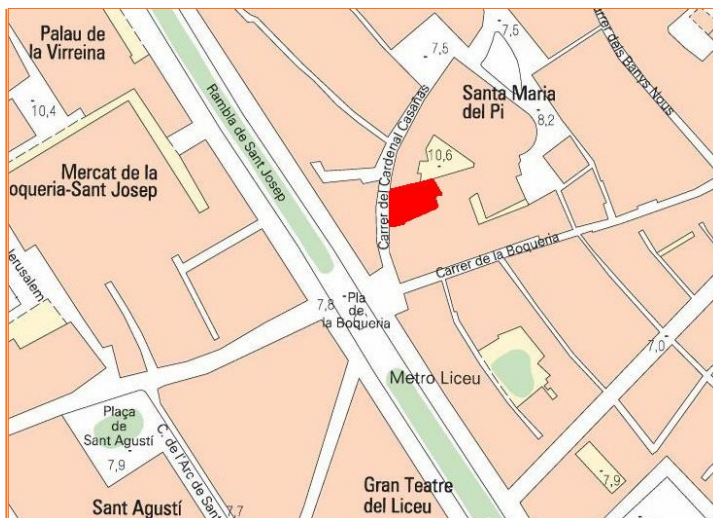 Palau de
la Virreina
10,4
Mercat de la
oqueria-Sant Josep
Jerusalem
Rambla de Sant Josep
7,5
7,5
Carrer dels Banys Nous
Santa Maria
del Pi
8,2
10,6
Carrer del Cardenal Casañas
Carrer de la Boqueria
7,8
Pla
de
la Boqueria
Metro Liceu
7,0
Plaça
de
Sant Agustí
7,9
C. de l'Arc de Sant
Sant Agustí
7,7
Gran Teatre
del Liceu
7,9